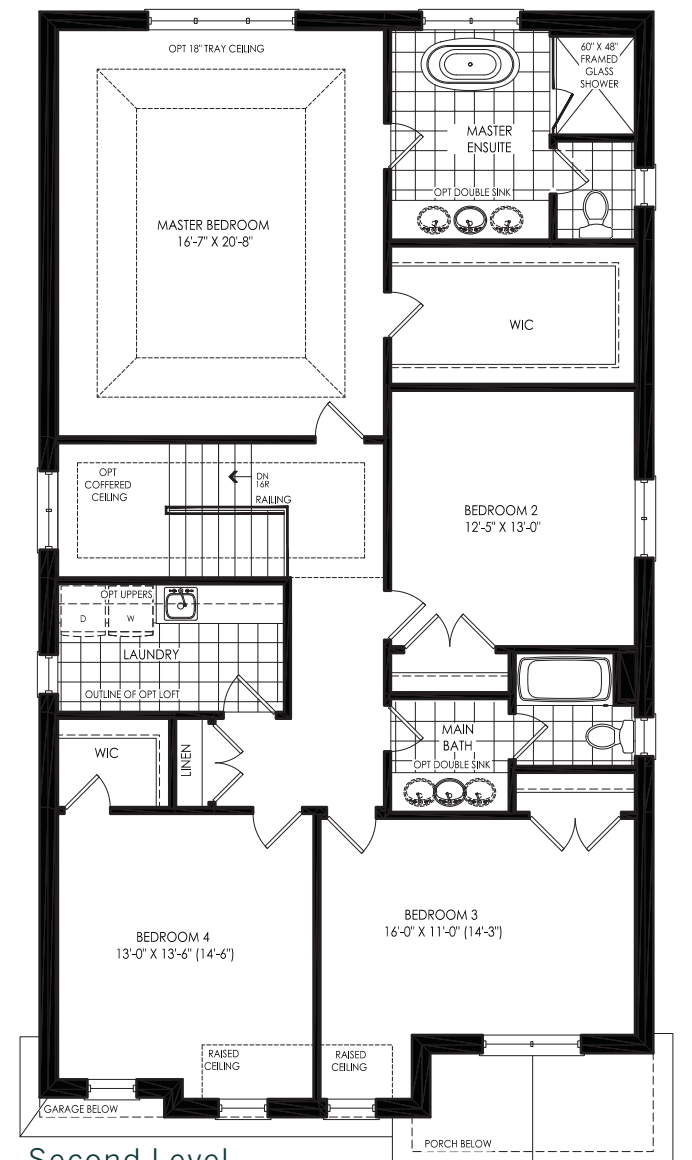 OPT 18" TRAY CEILING
60" X 48"
FRAMED
GLASS
SHOWER
MASTER
ENSUITE
OPT DOUBLE SINK
MASTER BEDROOM
16'-7" X 20'-8"
WIC
OPT
COFFERED
CEILING
DN
16R
RAILING
BEDROOM 2
12'-5" X 13'-0"
OPT UPPERS
D
W
LAUNDRY
OUTLINE OF OPT LOFT
WIC
LINEN
MAIN
BATH
OPT DOUBLE SINK
BEDROOM 3
16'-0" X 11'-0" (14'-3")
BEDROOM 4
13'-0" X 13'-6" (14'-6")
RAISED
CEILING
RAISED
CEILING
GARAGE BELOW
PORCH BELOW
Second Level